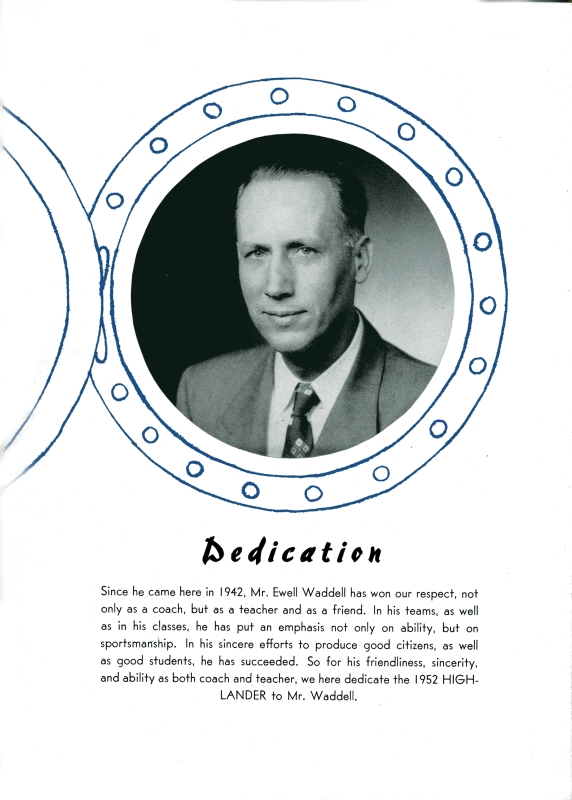 Dedication
Since he came here in 1942, Mr. Ewell Waddell has won our respect, not
only as a coach, but as a teacher and as a friend. In his teams, as well
as in his classes, he has put an emphasis not only on ability, but on
sportsmanship. In his sincere efforts to produce good citizens, as well
as good students, he has succeeded. So for his friendliness, sincerity,
and ability as both coach and teacher, we here dedicate the 1952 HIGH-
LANDER to Mr. Waddell.